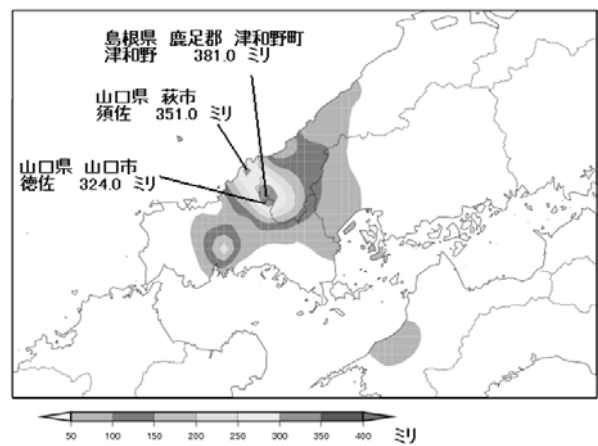 島根県 鹿足郡 津和野町
津和野 381.0 ミリ
山口県 萩市
須佐 351.0 ミリ
山口県 山口市
徳佐 324.0 ミリ
50 100 150 200 250 300 350 400 ミリ